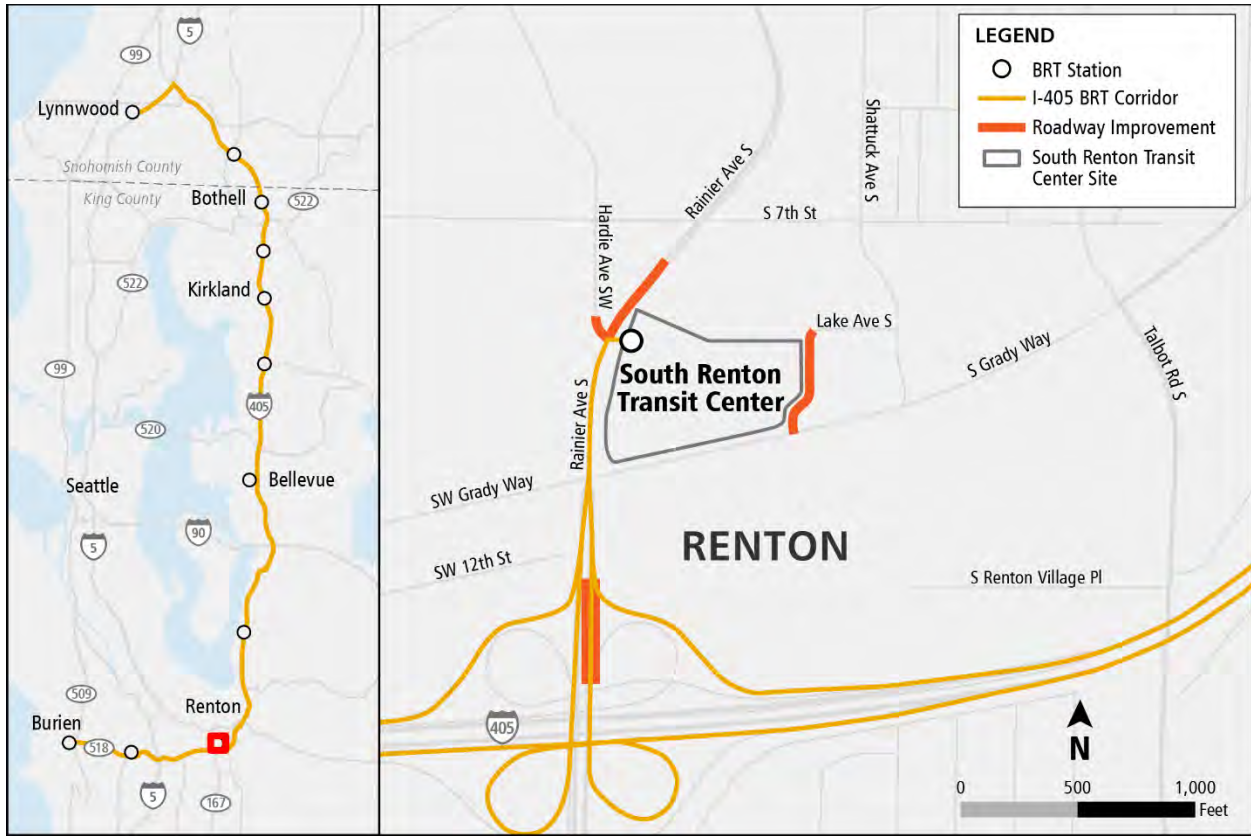 5
99
Lynnwood
Snohomish County
King County
Bothell
522
522
Kirkland
99
405
520
Seattle
Bellevue
90
5
509
Renton
Burien
518
5
167
LEGEND
BRT Station
I-405 BRT Corridor
Roadway Improvement
South Renton Transit
Center Site
Rainier Ave S
Shattuck Ave S
S 7th St
Hardie Ave SW
Lake Ave S
South Renton
Transit Center
S Grady Way
Talbot Rd S
Rainier Ave S
SW Grady Way
RENTON
SW 12th St
S Renton Village Pl
405
N
0 500 1,000
Feet